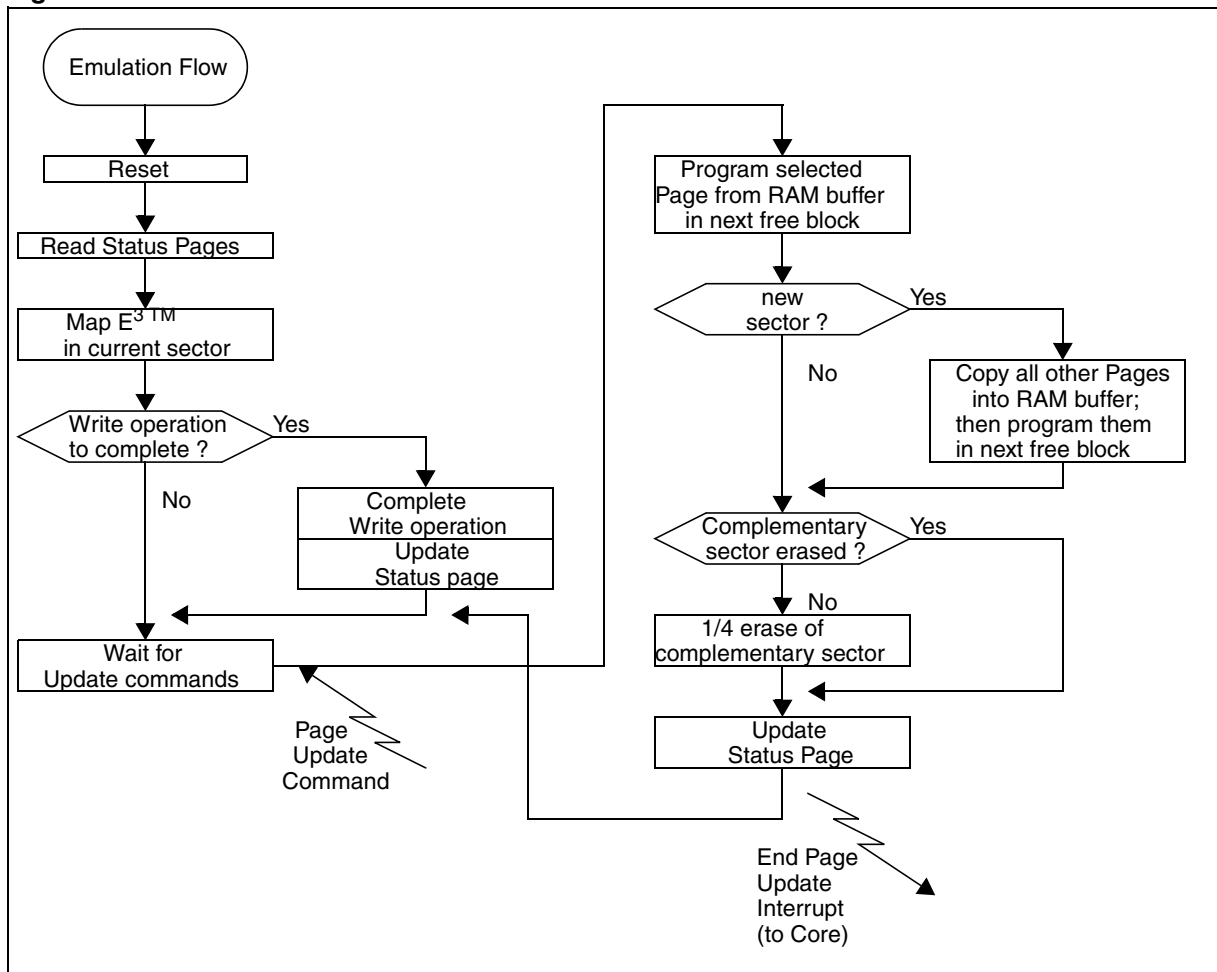 Emulation Flow
Reset
Read Status Pages
Map E3 TM
in current sector
Write operation
to complete ?
Yes
No
Complete
Write operation
Update
Status page
Wait for
Update commands
Page
Update
Command
Program selected
Page from RAM buffer
in next free block
new
sector ?
Yes
No
Copy all other Pages
into RAM buffer;
then program them
in next free block
Complementary
sector erased ?
Yes
No
1/4 erase of
complementary sector
Update
Status Page
End Page
Update
Interrupt
(to Core)